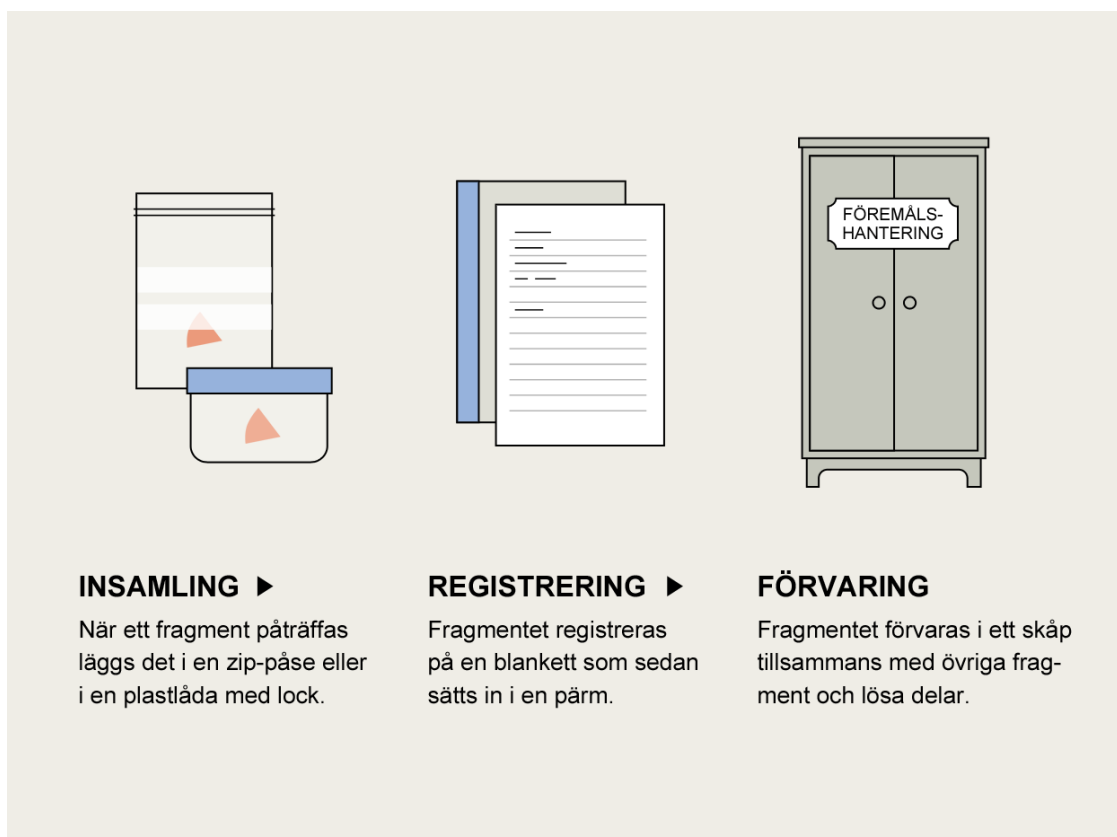 FÖREMÅLS-
HANTERING
INSAMLING
När ett fragment påträffas
läggs det i en zip-påse eller
i en plastlåda med lock.
REGISTRERING
Fragmentet registreras
på en blankett som sedan
sätts in i en pärm.
FÖRVARING
Fragmentet förvaras i ett skåp
tillsammans med övriga frag-
ment och lösa delar.